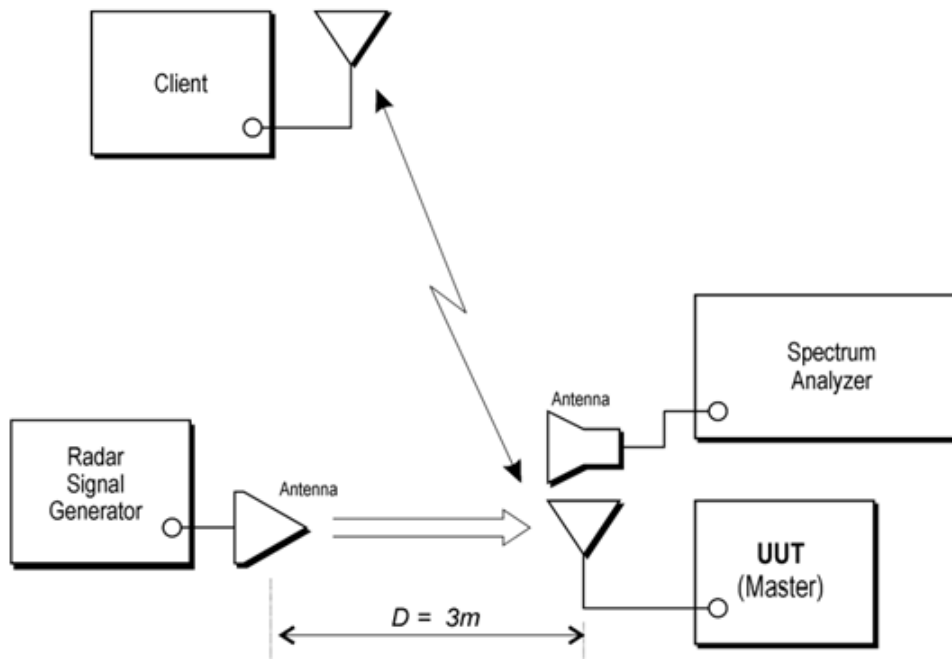 Client
Spectrum
Analyzer
Antenna
Radar
Signal
Generator
Antenna
UUT
(Master)
D = 3m